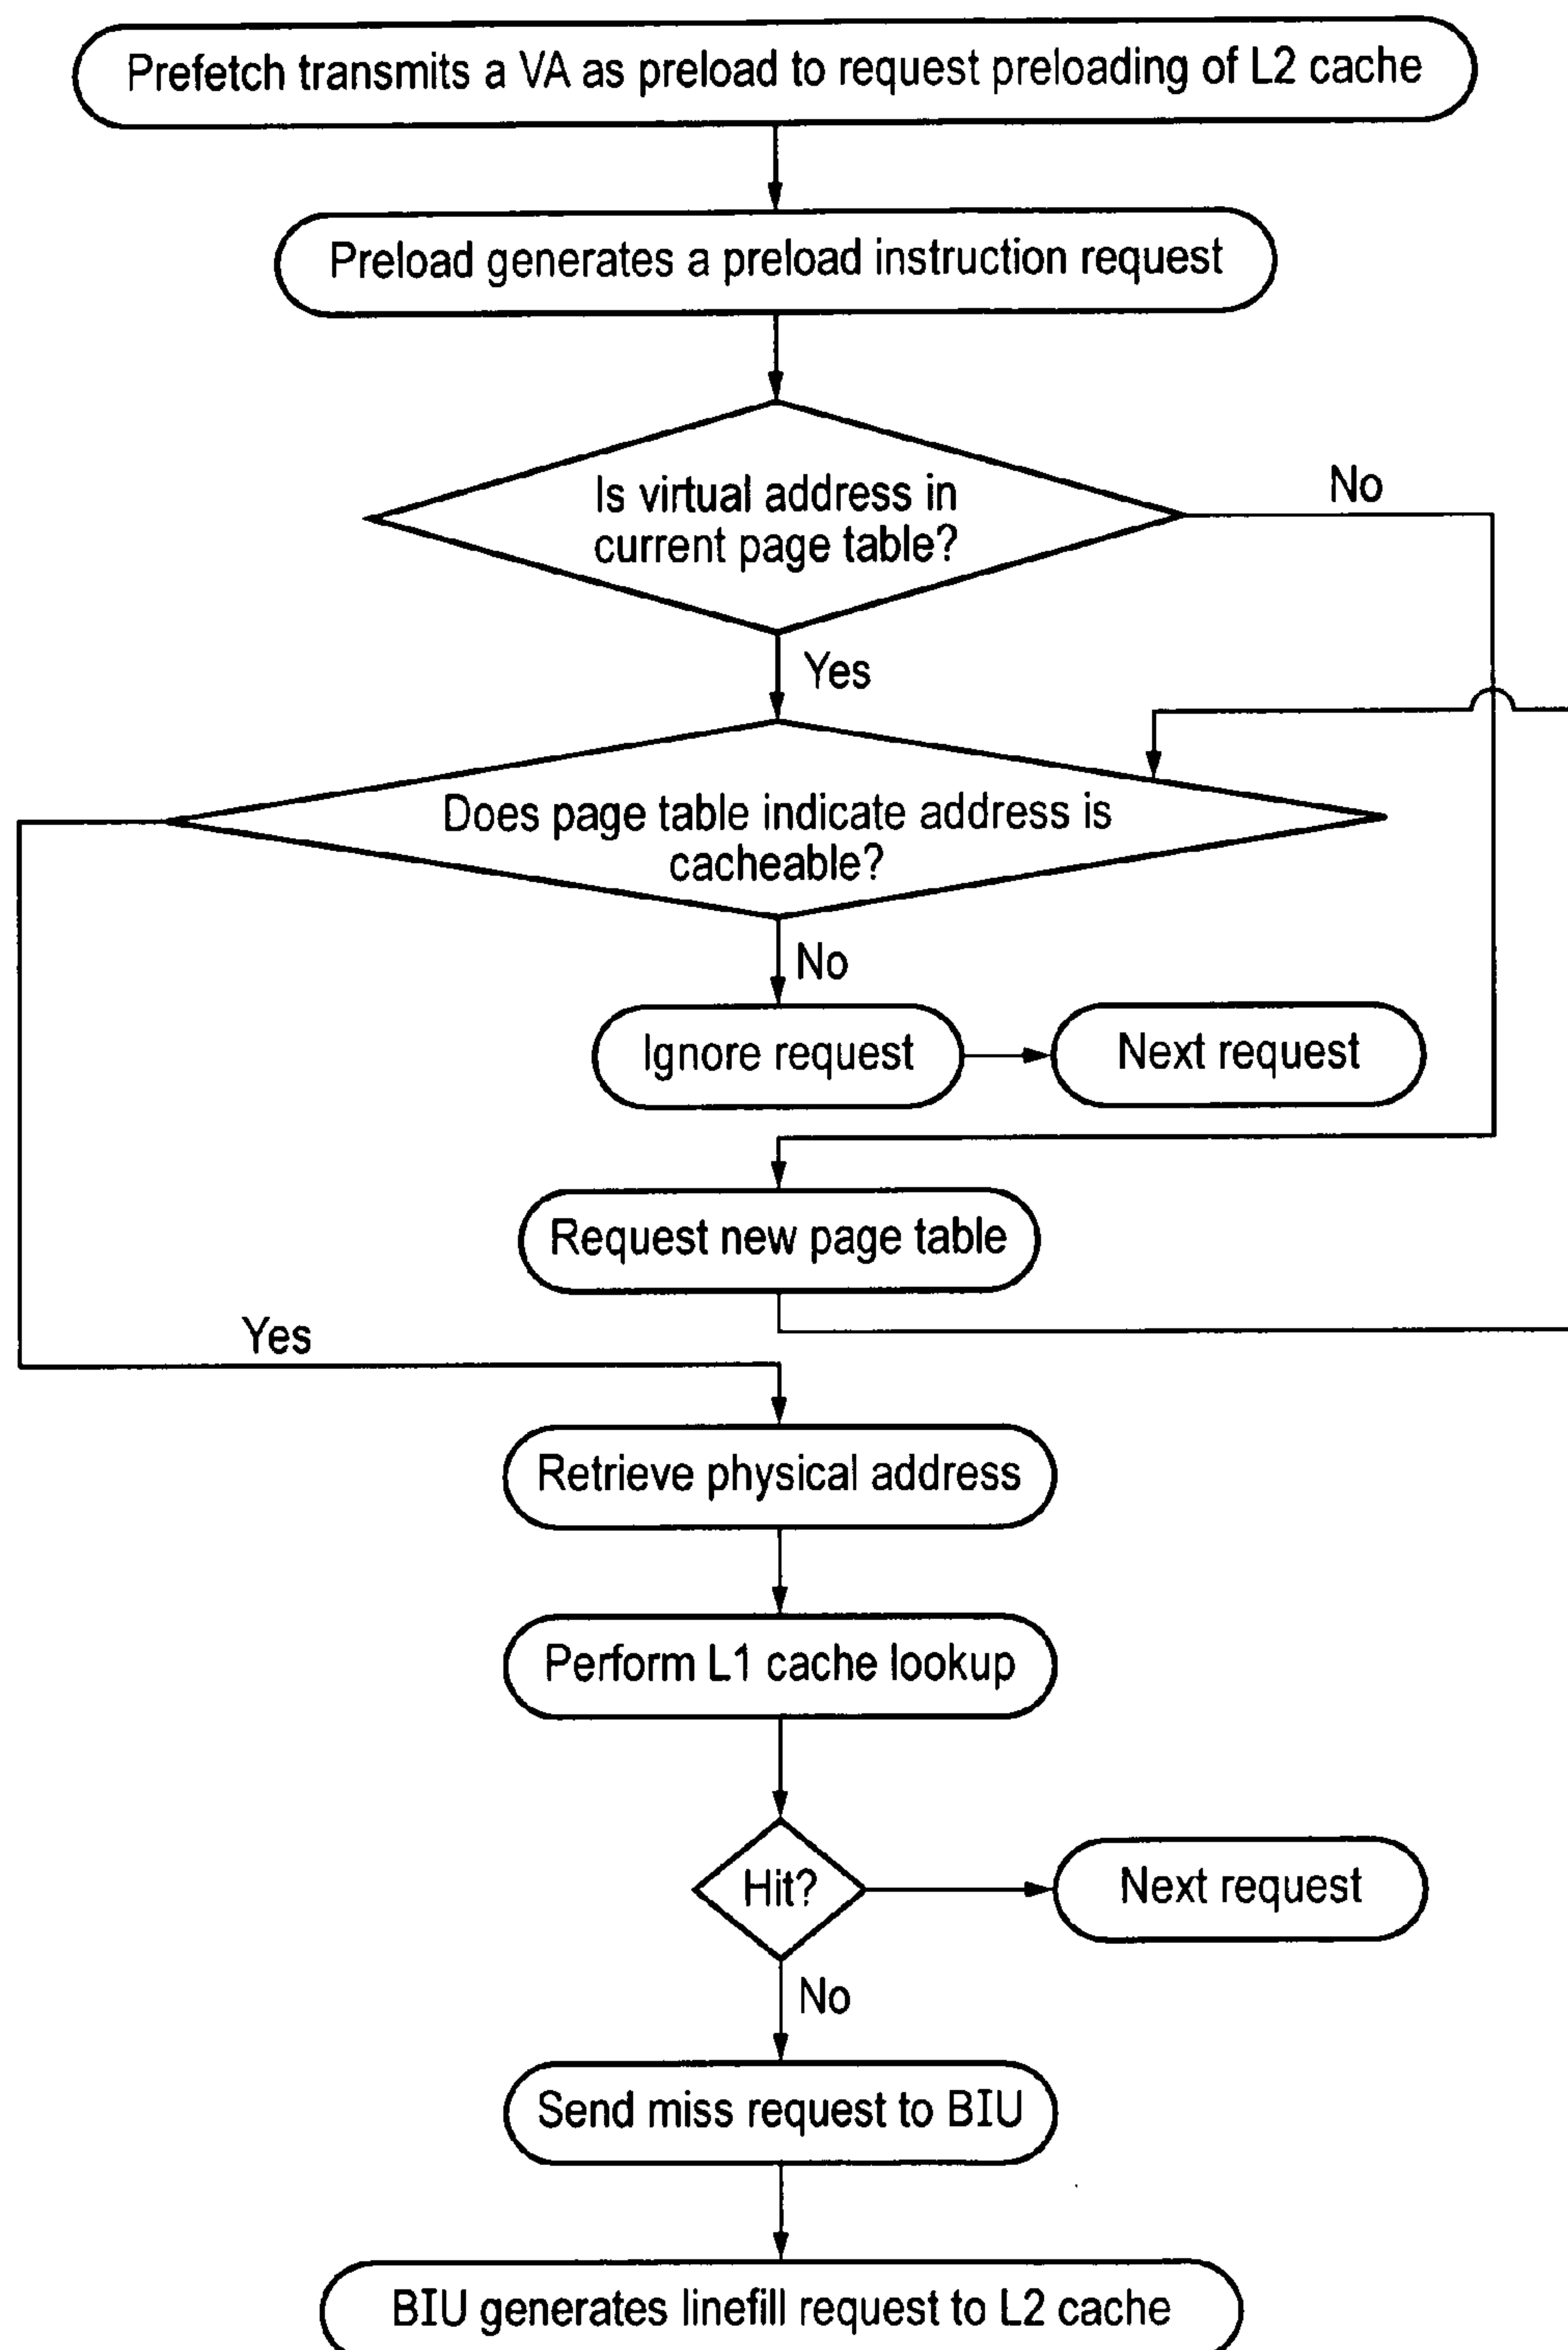 Prefetch transmits a VA as preload to request preloading of L2 cache
Preload generates a preload instruction request
Is virtual address in
current page table?
No
Yes
Does page table indicate address is
cacheable?
No
Ignore request
Next request
Request new page table
Yes
Retrieve physical address
Perform L1 cache lookup
Hit?
Next request
No
Send miss request to BIU
BIU generates linefill request to L2 cache